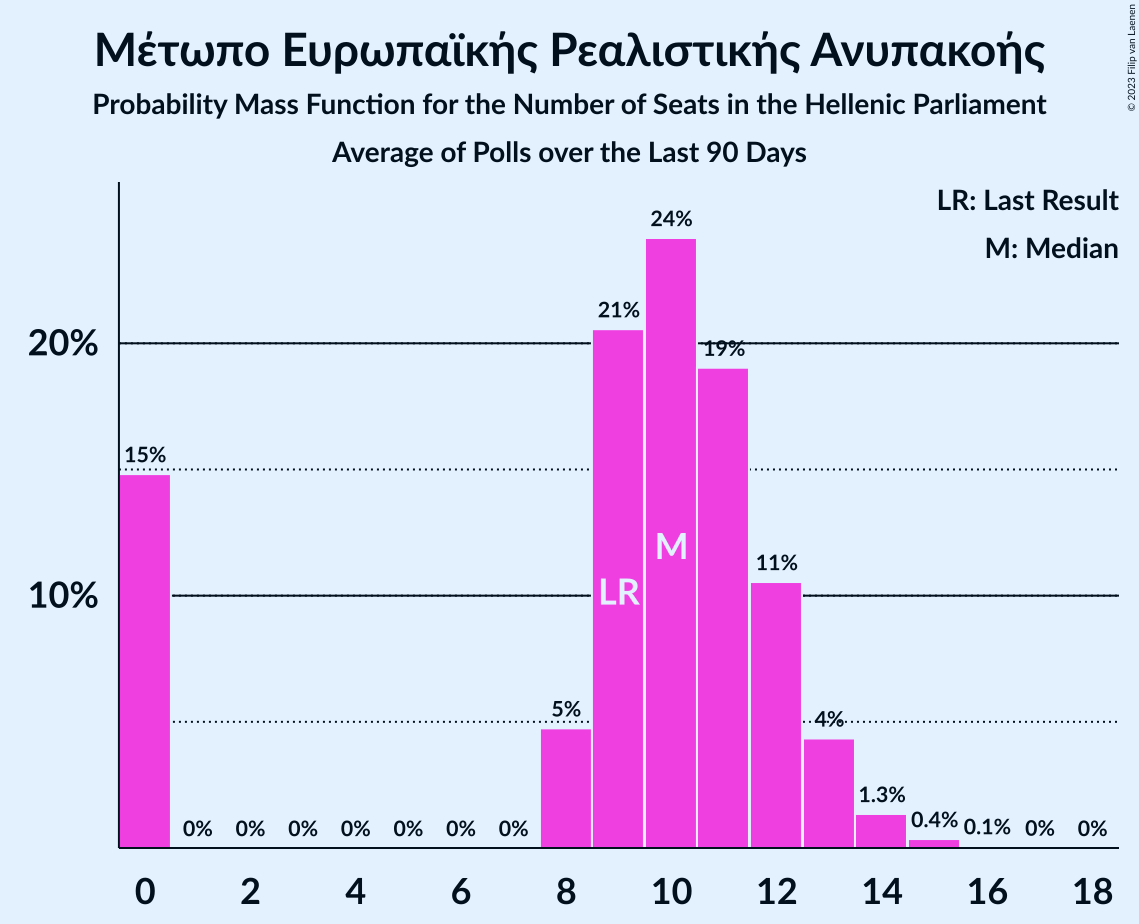 Μέτωπο Ευρωπαϊκής Ρεαλιστικής Ανυπακοής
Probability Mass Function for the Number of Seats in the Hellenic Parliament
Average of Polls over the Last 90 Days
© 2023 Filip van Laenen
LR: Last Result
M: Median
24%
21%
20%
19%
15%
M
11%
LR
10%
5%
4%
1.3%
0.4%
0.1%
0% 0% 0% 0% 0% 0% 0% 0% 0%
0 2 4 6 8 10 12 14 16 18